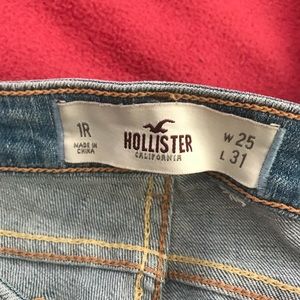 1R
MADE IN
CHINA
HOLLISTER
CALIFORNIA
W 25
L 31